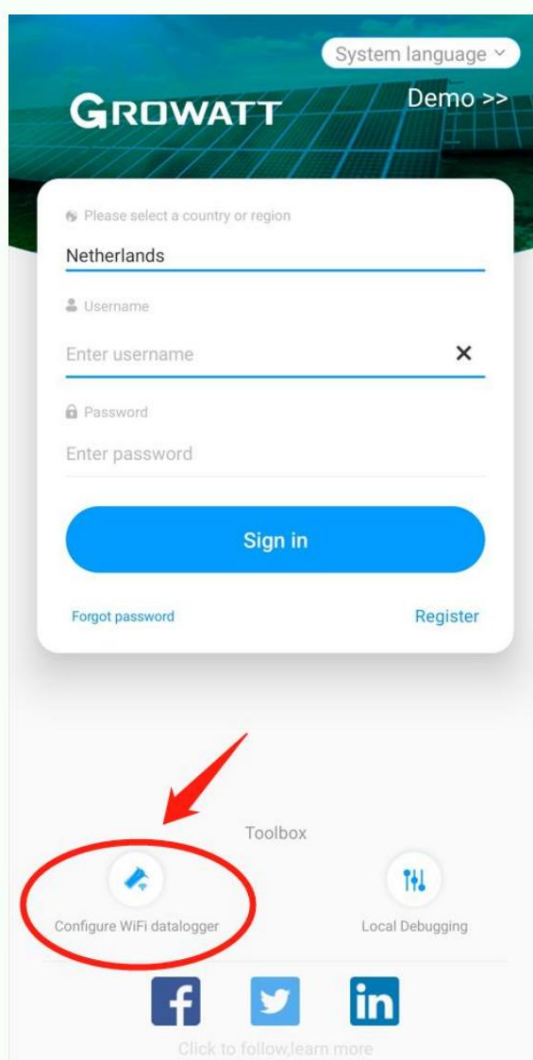 System language
GROWATT
Demo >>
Please select a country or region
Netherlands
Username
Enter username
Password
Enter password
Sign in
Forgot password
Register
Toolbox
Configure WiFi datalogger
Local Debugging
f
in
Click to follow,learn more